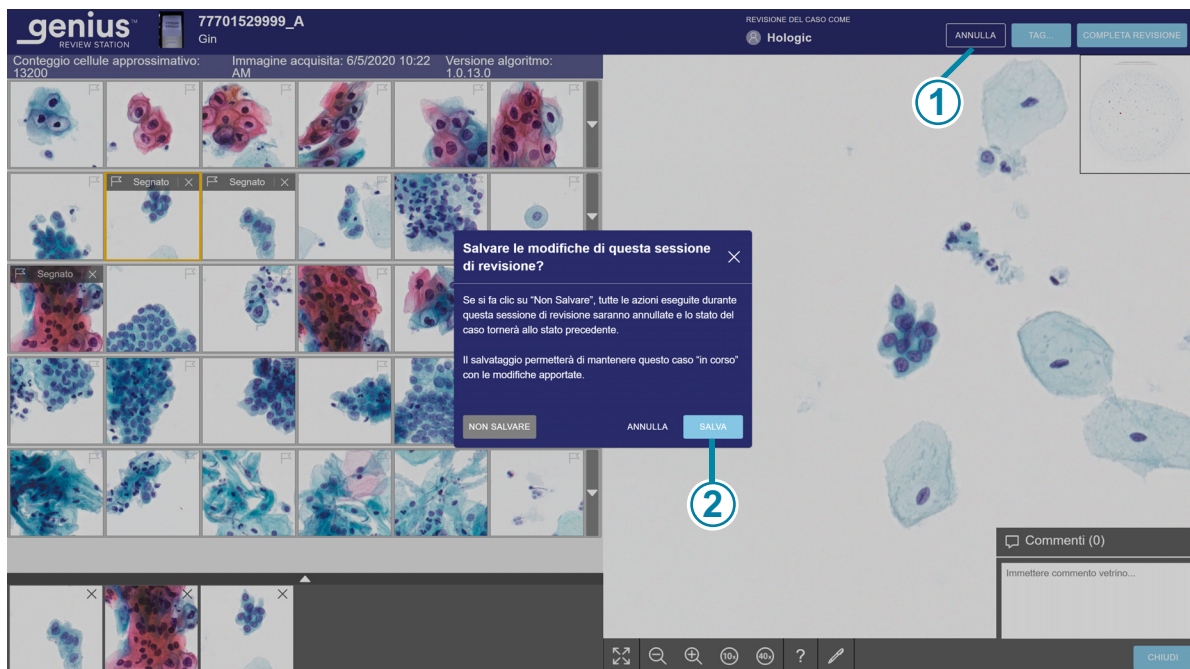 genius™
REVIEW STATION
77701529999_A
Gin
REVISIONE DEL CASO COME
Hologic
ANNULLA
TAG...
COMPLETA REVISIONE
Conteggio cellule approssimativo:
13200
Immagine acquisita: 6/5/2020 10:22
AM
Versione algoritmo:
1.0.13.0
1
Segnato
Segnato
Segnato
Salvare le modifiche di questa sessione
di revisione?
Se si fa clic su "Non Salvare", tutte le azioni eseguite durante
questa sessione di revisione saranno annullate e lo stato del
caso tornerà allo stato precedente.
Il salvataggio permetterà di mantenere questo caso "in corso"
con le modifiche apportate.
NON SALVARE
ANNULLA
SALVA
2
Commenti (0)
Immettere commento vetrino...
10x
40x
?
CHIUDI